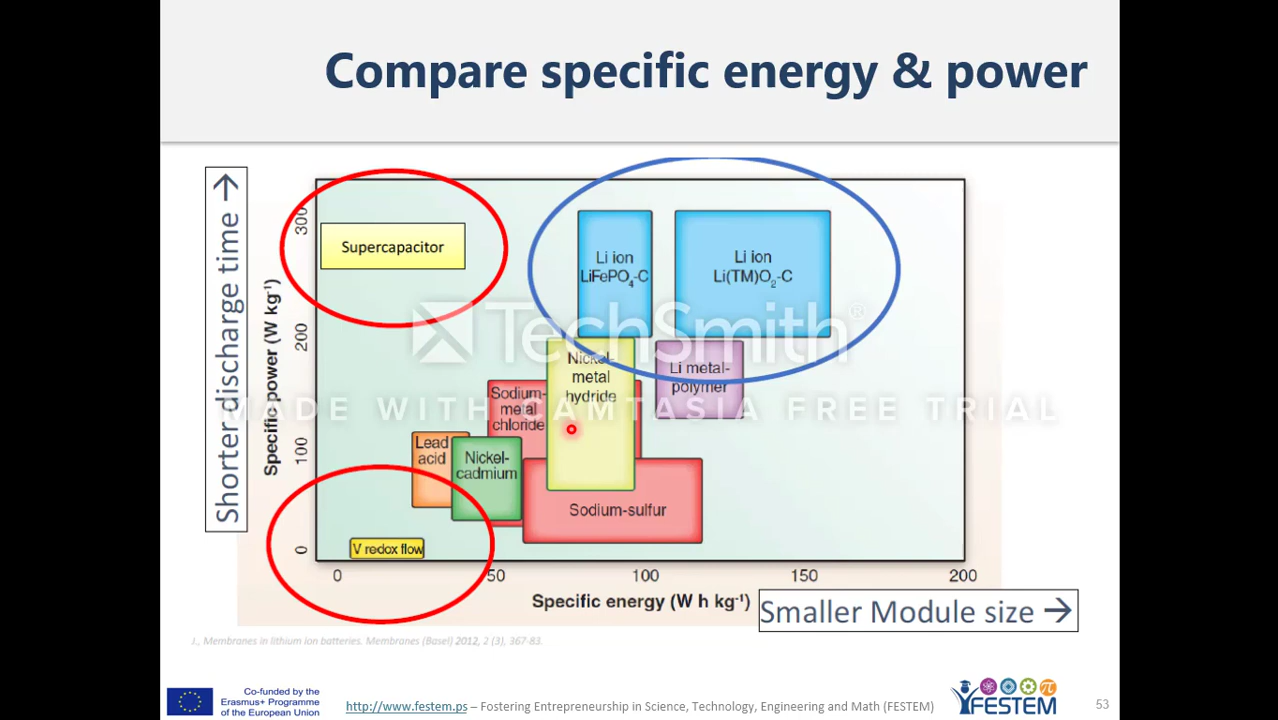 Compare specific energy & power
Shorter discharge time →
Specific power (W kg⁻¹)
300
200
100
0
Supercapacitor
Li ion
LiFePO₄-C
Li ion
Li(TM)O₂-C
TechSmith®
MADE WITH CAMTASIA FREE TRIAL
Nickel-
metal
hydride
Li metal-
polymer
Sodium-
metal
chloride
Lead
acid
Nickel-
cadmium
Sodium-sulfur
V redox flow
0 50 100 150 200
Specific energy (W h kg⁻¹)
Smaller Module size →
J., Membranes in lithium ion batteries. Membranes (Basel) 2012, 2 (3), 367-83.
Co-funded by the
Erasmus+ Programme
of the European Union
http://www.festem.ps – Fostering Entrepreneurship in Science, Technology, Engineering and Math (FESTEM)
π
FESTEM
53